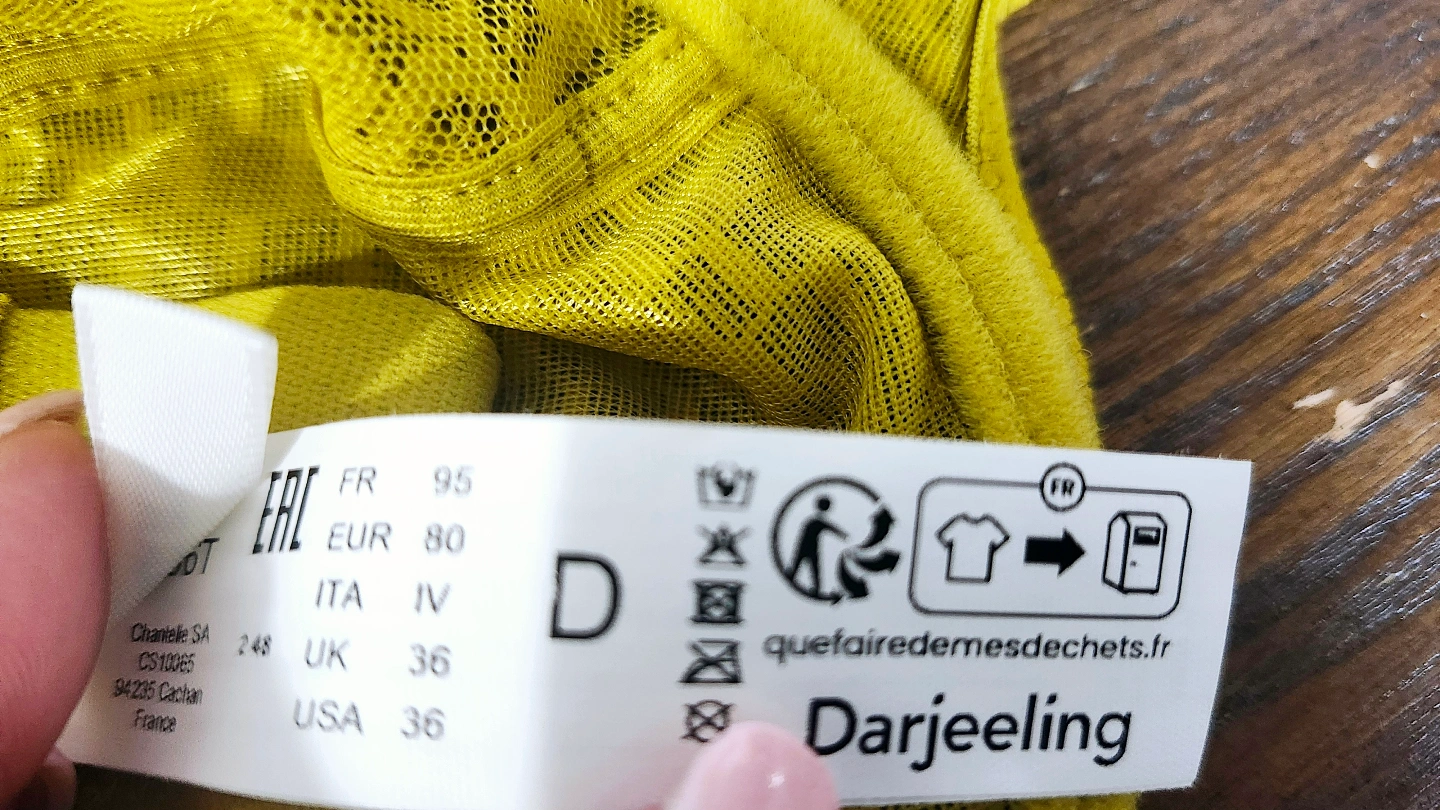 EAC
FR 95
EUR 80
ITA IV
UK 36
USA 36
D
Chantelle SA
CS10065
94235 Cachan
France
2 48
FR
quefairedemesdechets.fr
Darjeeling